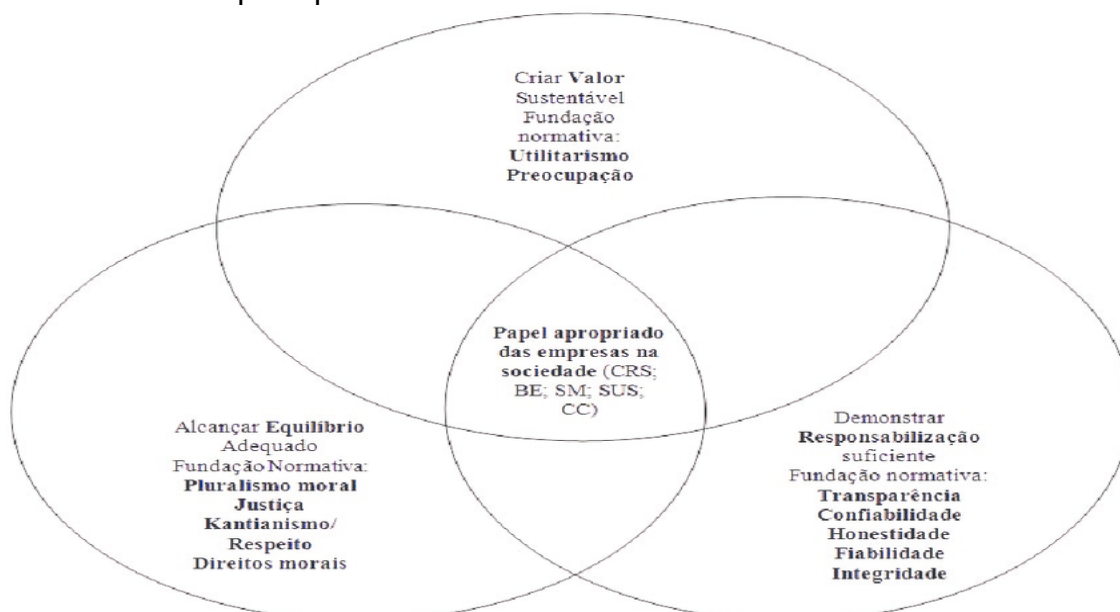 Criar Valor
Sustentável
Fundação
normativa:
Utilitarismo
Preocupação
Papel apropriado
das empresas na
sociedade (CRS;
BE; SM; SUS;
CC)
Alcançar Equilíbrio
Adequado
Fundação Normativa:
Pluralismo moral
Justiça
Kantianismo/
Respeito
Direitos morais
Demonstrar
Responsabilização
suficiente
Fundação normativa:
Transparência
Confiabilidade
Honestidade
Fiabilidade
Integridade